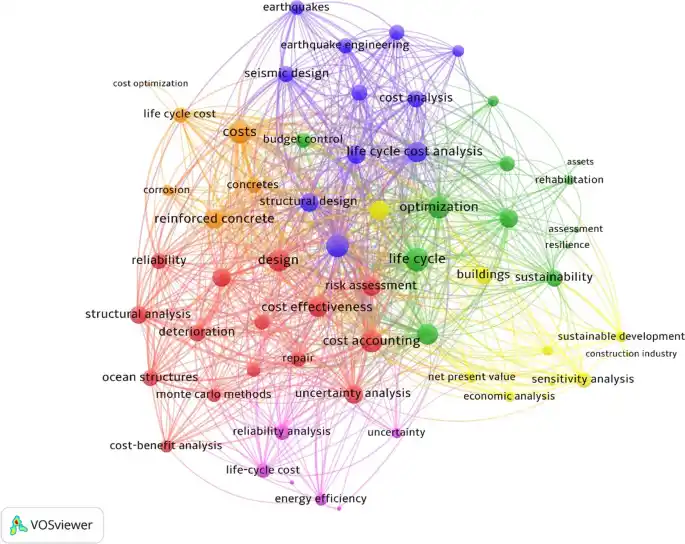 earthquakes
earthquake engineering
seismic design
cost optimization
cost analysis
life cycle cost
costs
budget control
life cycle cost analysis
assets
rehabilitation
corrosion
concretes
structural design
optimization
reinforced concrete
assessment
resilience
reliability
design
life cycle
buildings
sustainability
risk assessment
cost effectiveness
structural analysis
deterioration
cost accounting
sustainable development
construction industry
repair
ocean structures
net present value
sensitivity analysis
monte carlo methods
uncertainty analysis
economic analysis
reliability analysis
uncertainty
cost-benefit analysis
life-cycle cost
energy efficiency
VOSviewer